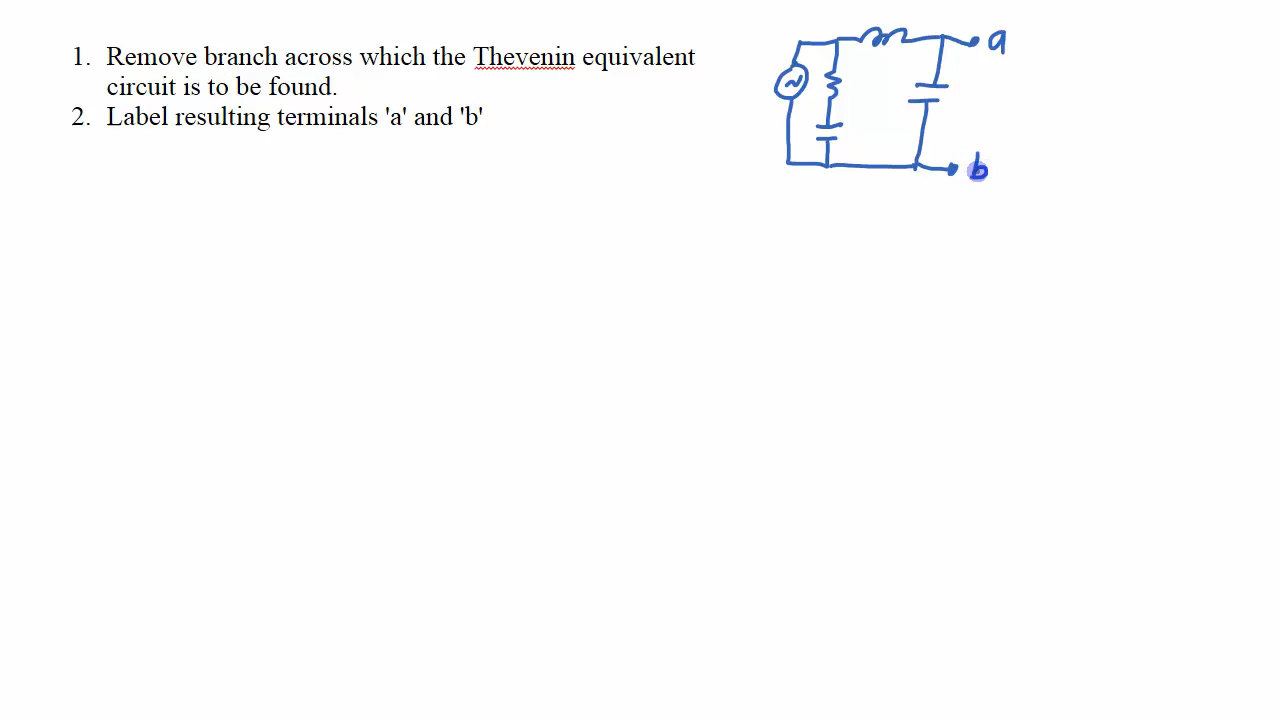 1. Remove branch across which the Thevenin equivalent
circuit is to be found.
2. Label resulting terminals 'a' and 'b'
a
b